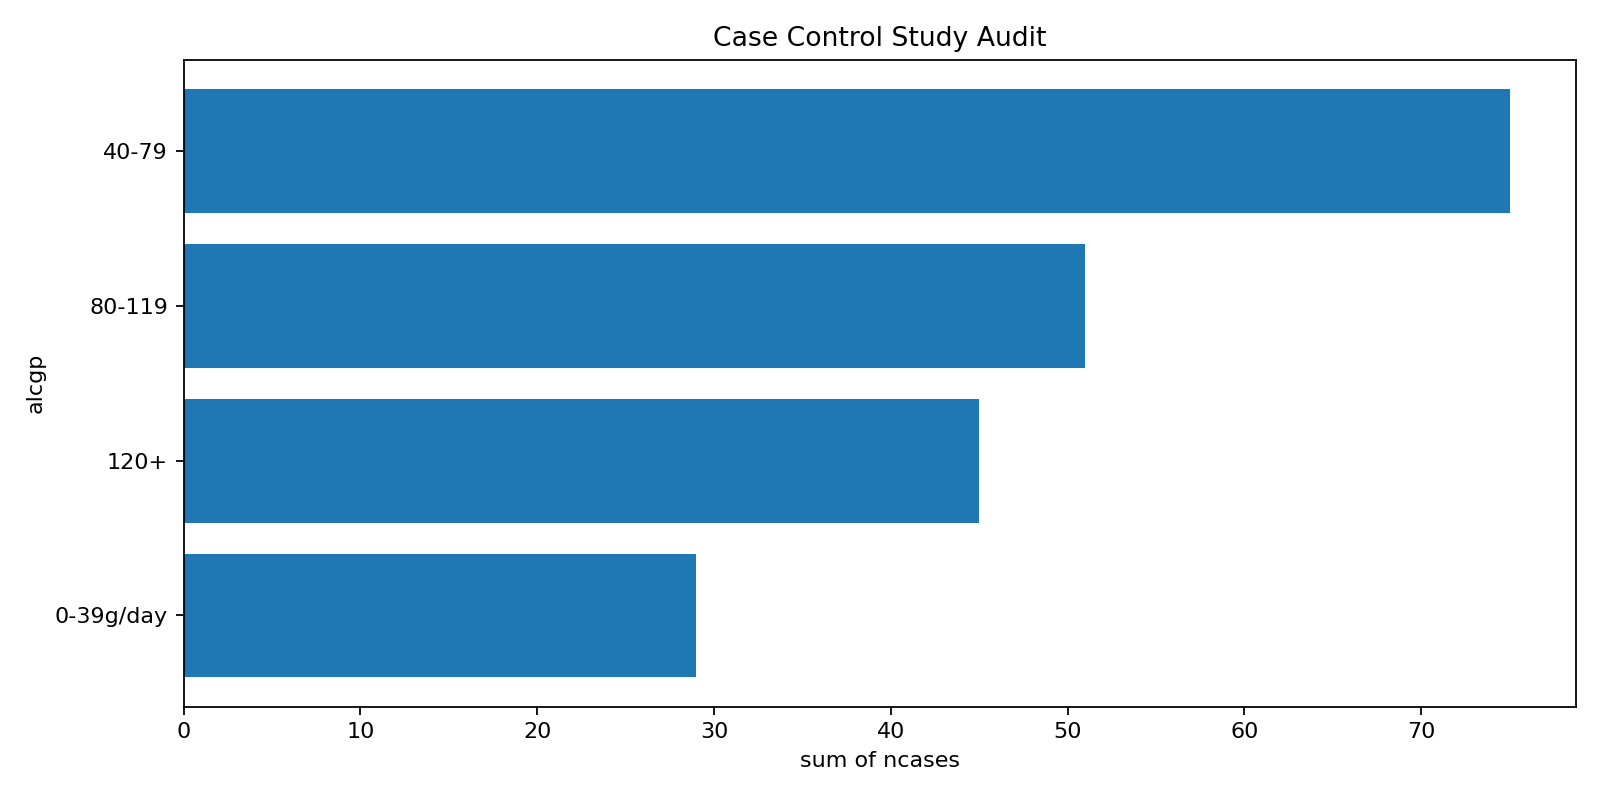 Case Control Study Audit
40-79
80-119
120+
0-39g/day
alcgp
0 10 20 30 40 50 60 70
sum of ncases